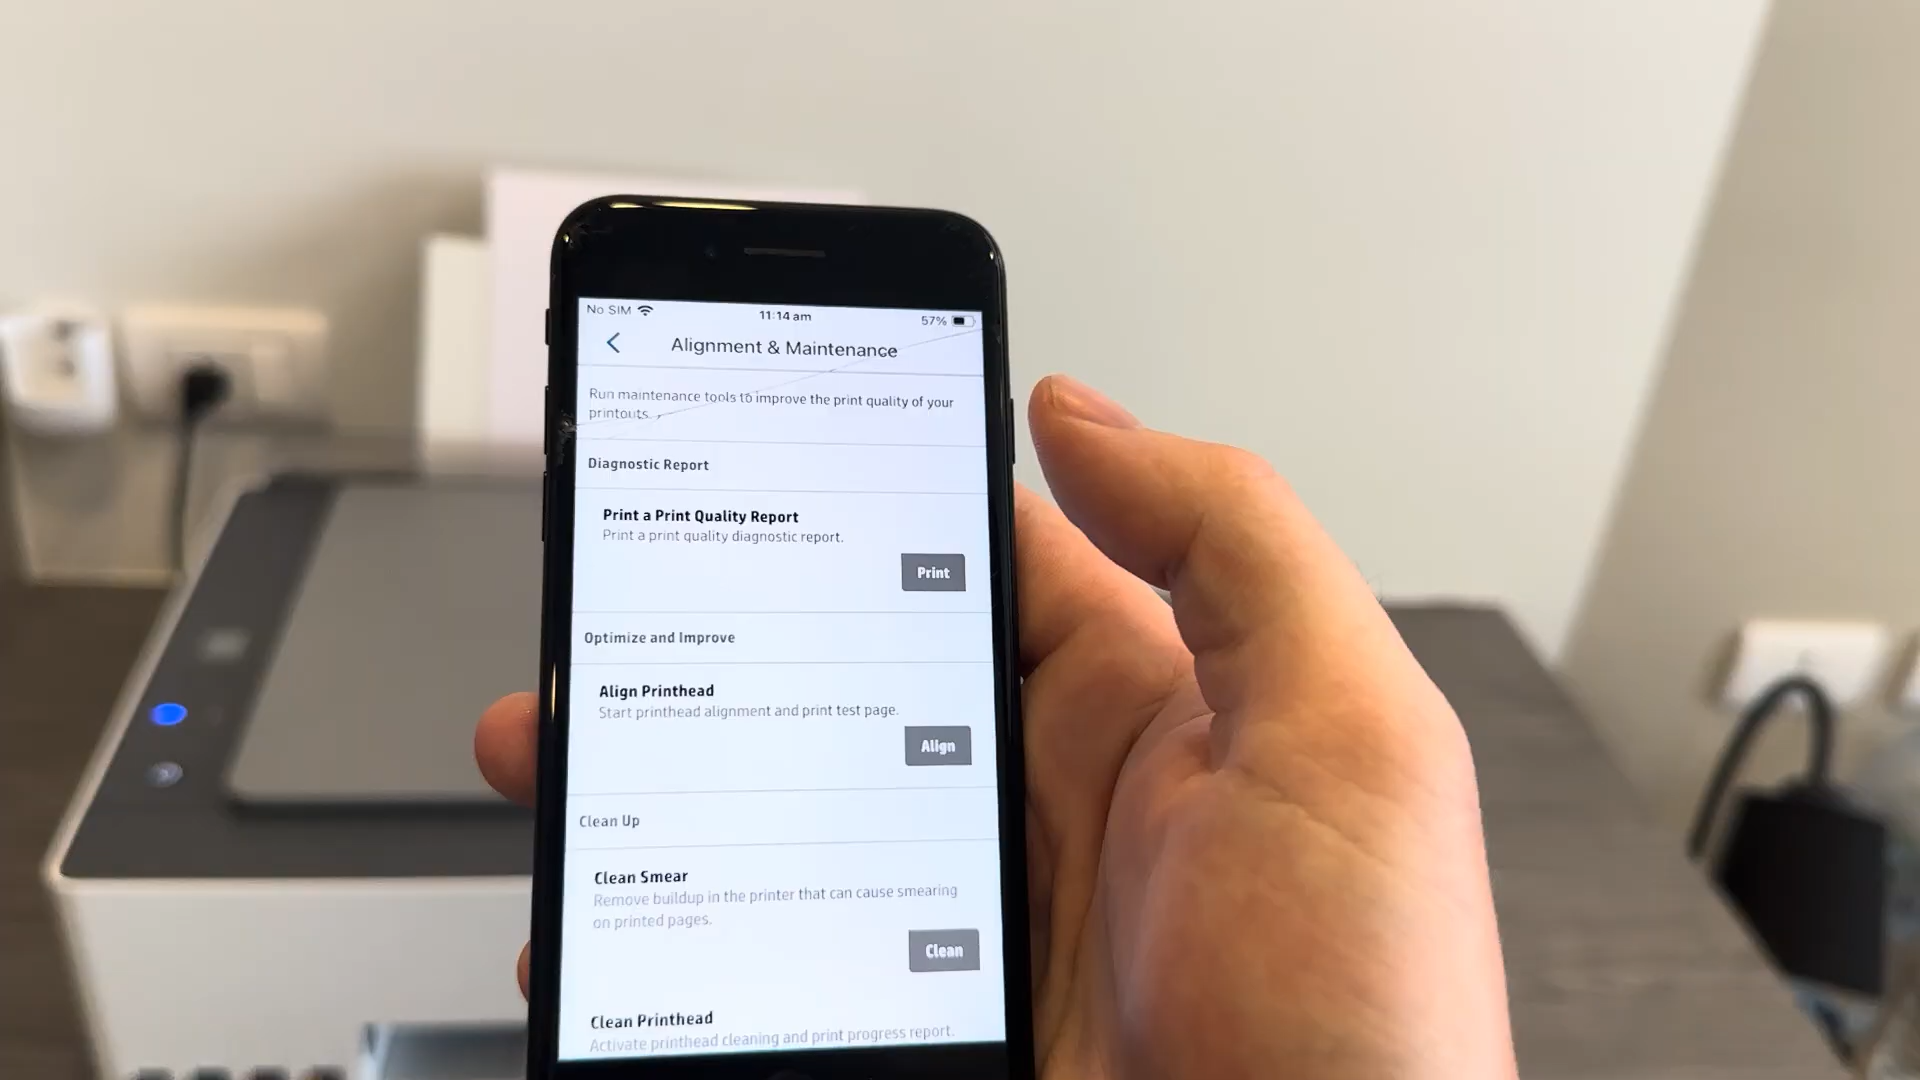 No SIM 11:14 am 57%
Alignment & Maintenance
Run maintenance tools to improve the print quality of your
printouts.
Diagnostic Report
Print a Print Quality Report
Print a print quality diagnostic report.
Print
Optimize and Improve
Align Printhead
Start printhead alignment and print test page.
Align
Clean Up
Clean Smear
Remove buildup in the printer that can cause smearing
on printed pages.
Clean
Clean Printhead
Activate printhead cleaning and print progress report.